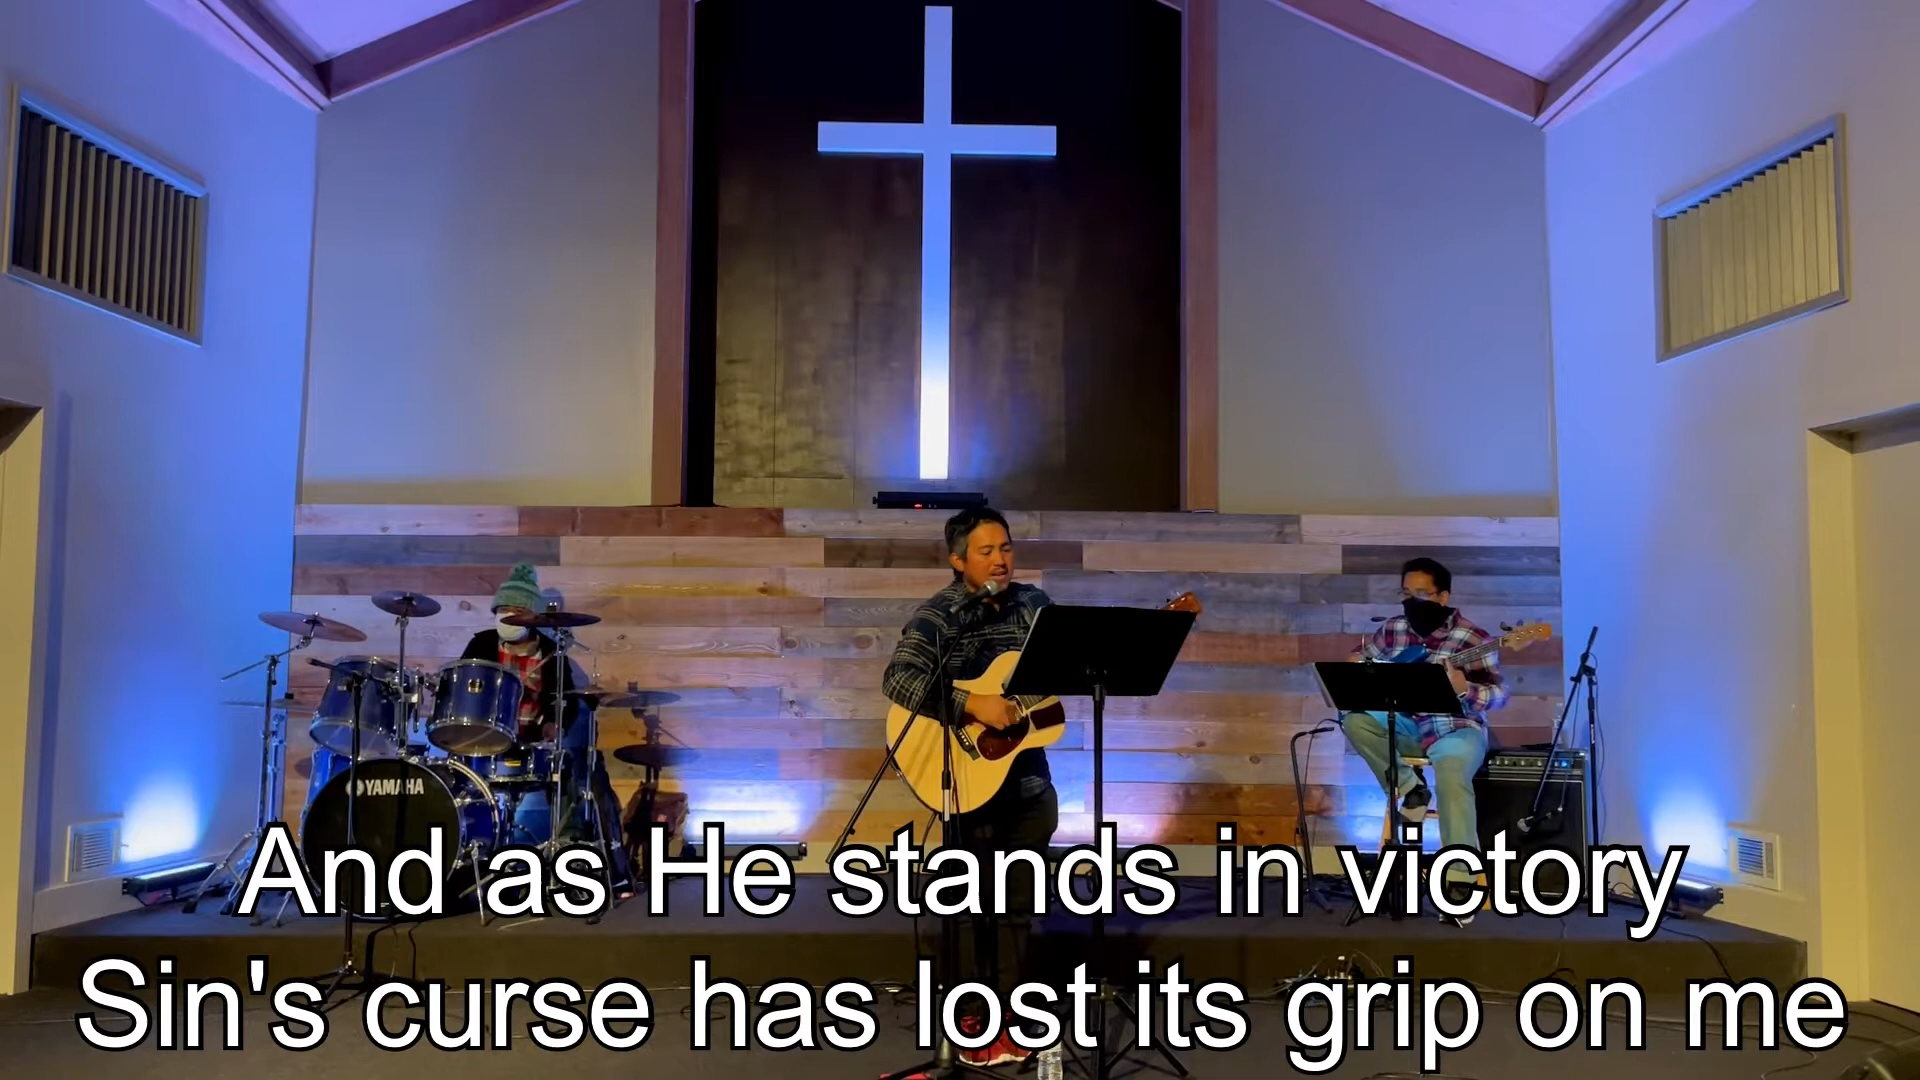 YAMAHA
And as He stands in victory
Sin's curse has lost its grip on me